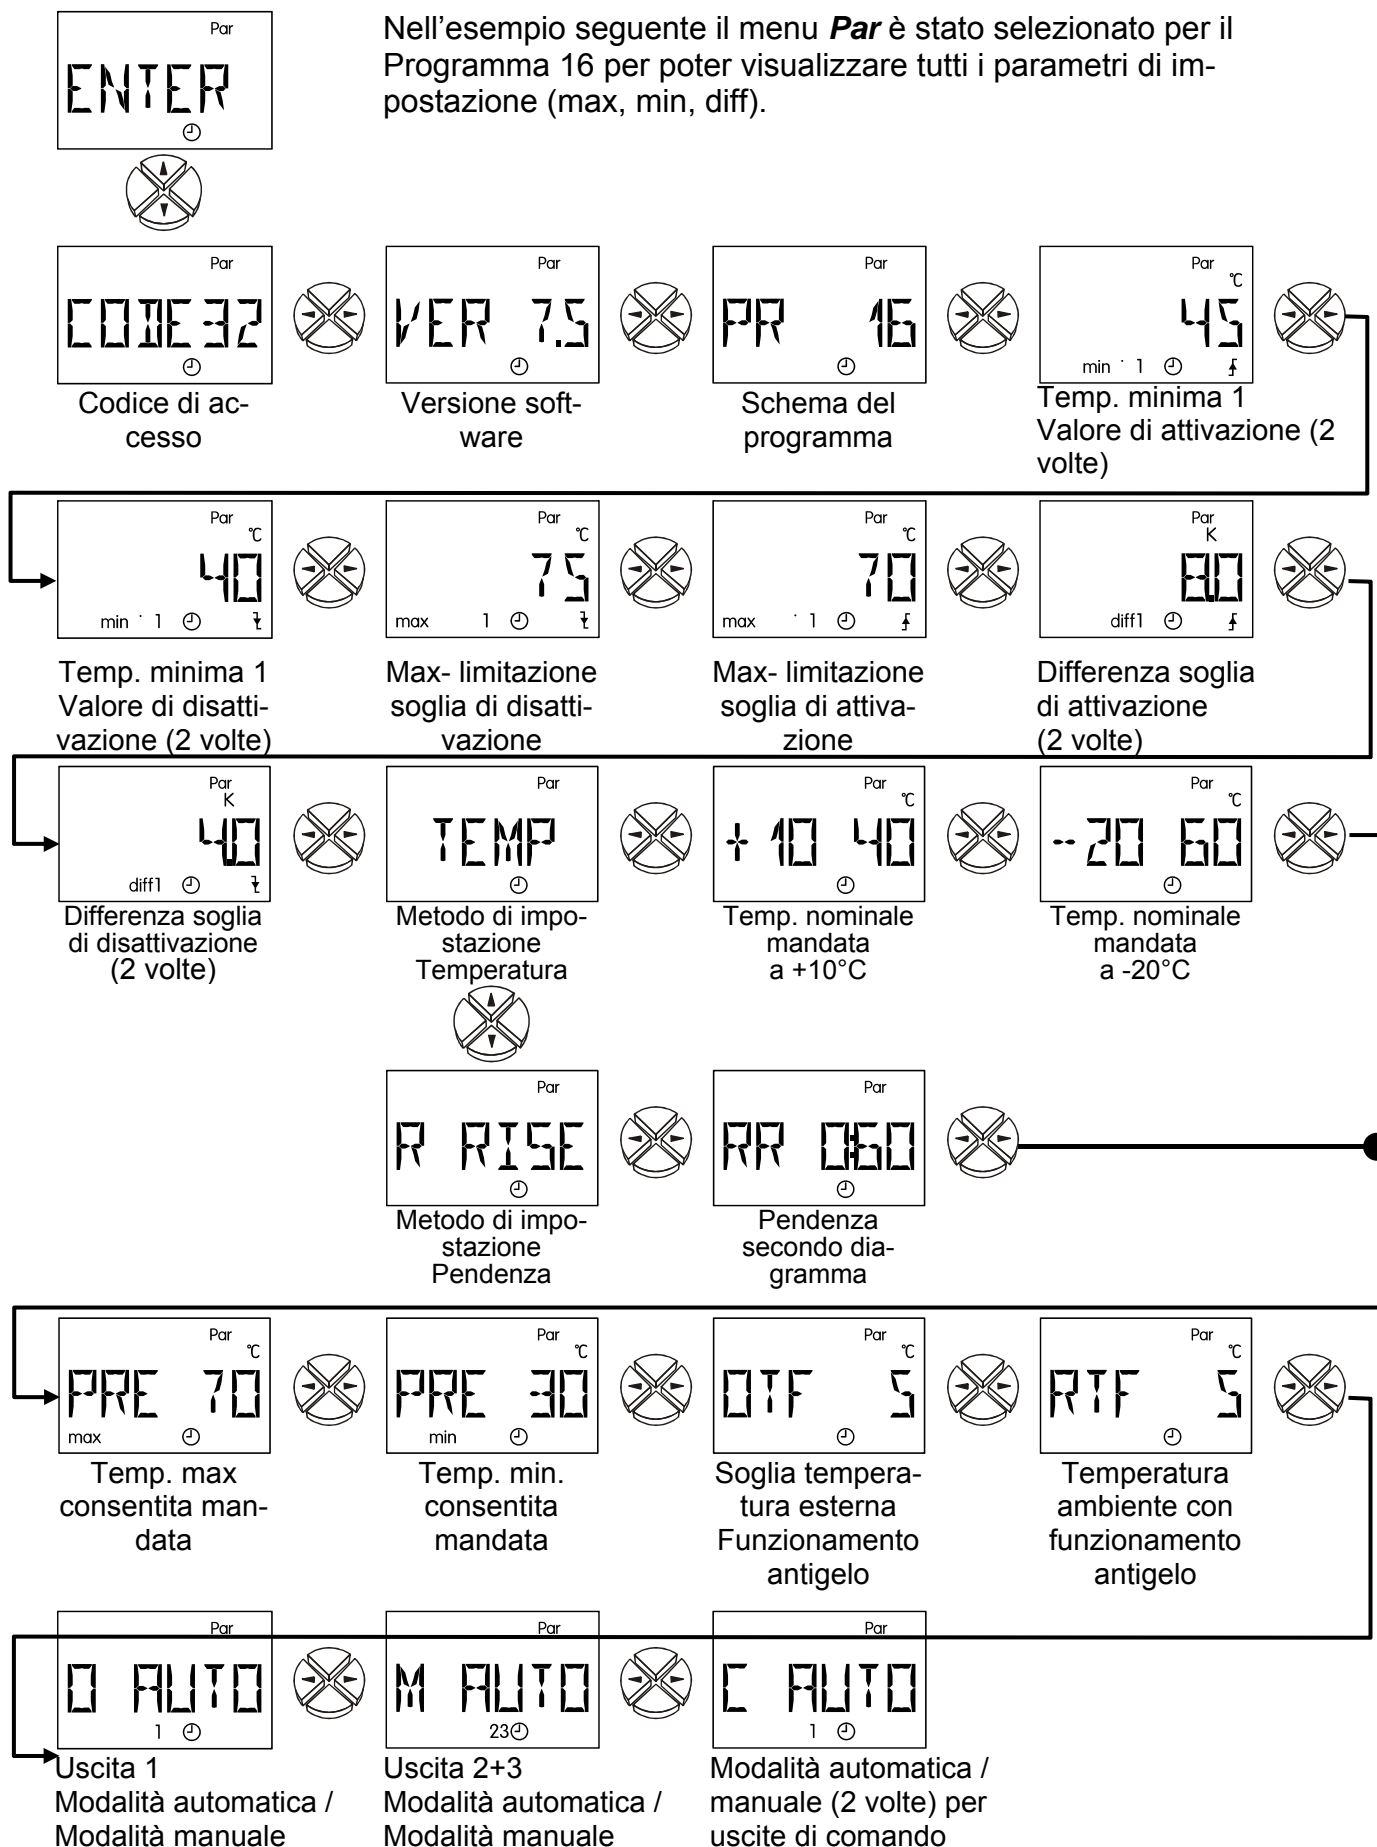 Par
ENTER
Nell'esempio seguente il menu Par è stato selezionato per il
Programma 16 per poter visualizzare tutti i parametri di im-
postazione (max, min, diff).
Par
CODE 32
Codice di ac-
cesso
Par
VER 7.5
Versione soft-
ware
Par
PR 16
Schema del
programma
Par
°C
45
min 1
Temp. minima 1
Valore di attivazione (2
volte)
Par
°C
40
min 1
Temp. minima 1
Valore di disatti-
vazione (2 volte)
Par
°C
75
max 1
Max- limitazione
soglia di disatti-
vazione
Par
°C
70
max 1
Max- limitazione
soglia di attiva-
zione
Par
K
8.0
diff1
Differenza soglia
di attivazione
(2 volte)
Par
K
4.0
diff1
Differenza soglia
di disattivazione
(2 volte)
Par
TEMP
Metodo di impo-
stazione
Temperatura
Par
°C
+10 40
Temp. nominale
mandata
a +10°C
Par
°C
-20 60
Temp. nominale
mandata
a -20°C
Par
R RISE
Metodo di impo-
stazione
Pendenza
Par
RR 0:60
Pendenza
secondo dia-
gramma
Par
°C
PRE 70
max
Temp. max
consentita man-
data
Par
°C
PRE 30
min
Temp. min.
consentita
mandata
Par
°C
OTF 5
Soglia tempera-
tura esterna
Funzionamento
antigelo
Par
°C
RTF 5
Temperatura
ambiente con
funzionamento
antigelo
Par
O AUTO
1
Uscita 1
Modalità automatica /
Modalità manuale
Par
M AUTO
23
Uscita 2+3
Modalità automatica /
Modalità manuale
Par
C AUTO
1
Modalità automatica /
manuale (2 volte) per
uscite di comando